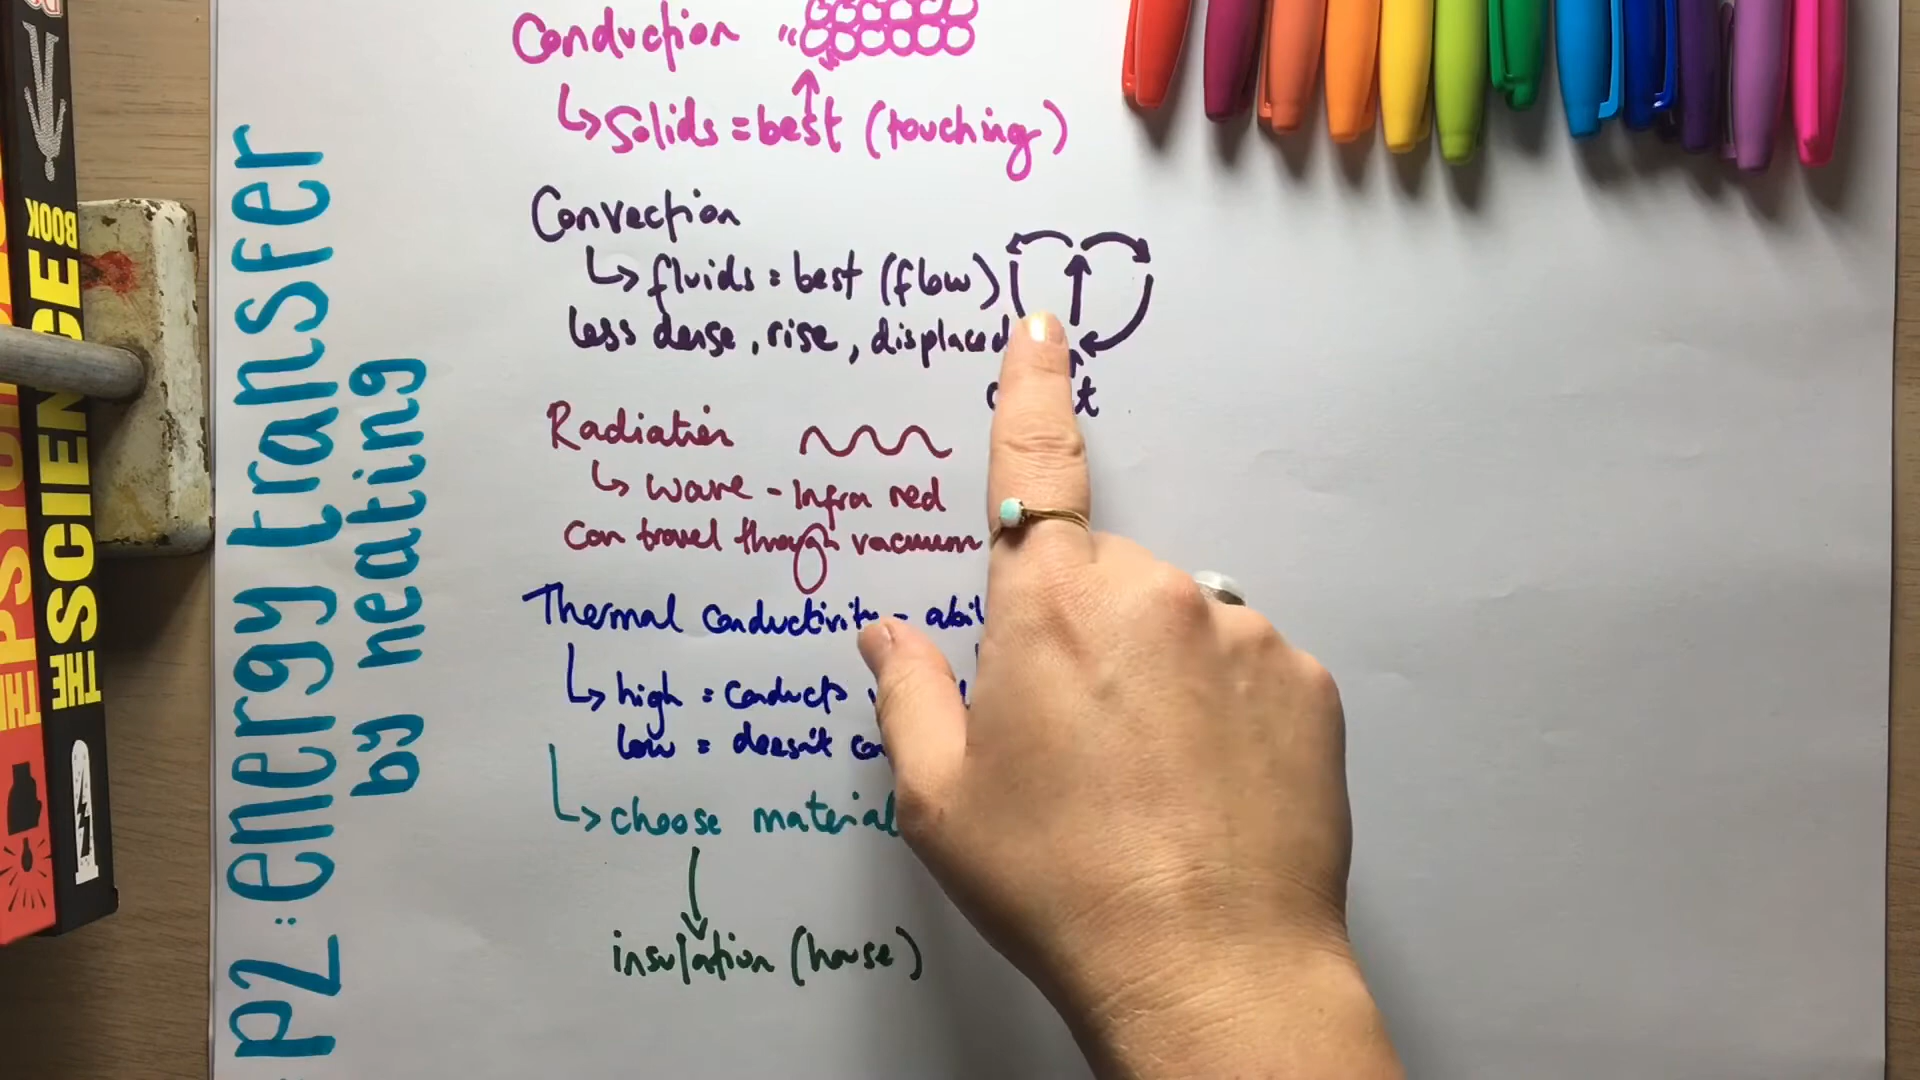 P2: energy transfer
by heating
Conduction
↳ Solids = best (touching)
Convection
↳ fluids = best (flow)
less dense, rise, displaced
Radiation
↳ wave - Infra red
can travel through vacuum
Thermal conductivity =
↳ high = conducts
low = doesn't
↳ choose material
insulation (house)
THE SCIENCE BOOK
THE